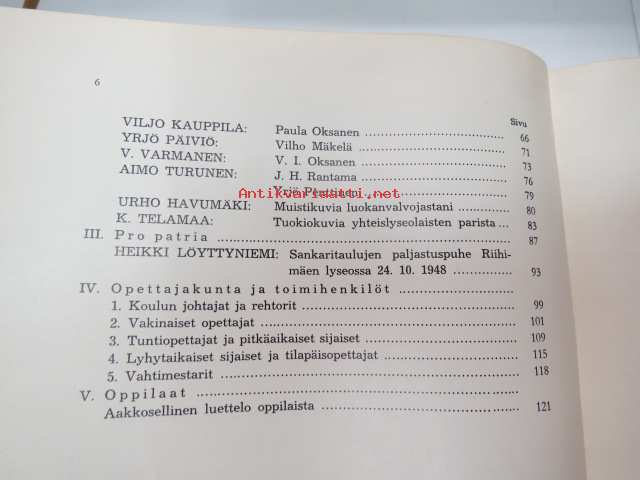 6
Sivu
VILJO KAUPPILA: Paula Oksanen 66
YRJÖ PÄIVIÖ: Vilho Mäkelä 71
V. VARMANEN: V. I. Oksanen 73
AIMO TURUNEN: J. H. Rantama 76
Yrjö Penttinen 79
Antikvariaatti.net
URHO HAVUMÄKI: Muistikuvia luokanvalvojastani 80
K. TELAMAA: Tuokiokuvia yhteislyseolaisten parista 83
III. Pro patria 87
HEIKKI LÖYTTYNIEMI: Sankaritaulujen paljastuspuhe Riihi-
mäen lyseossa 24. 10. 1948 93
IV. Opettajakunta ja toimihenkilöt
1. Koulun johtajat ja rehtorit 99
2. Vakinaiset opettajat 101
3. Tuntiopettajat ja pitkäaikaiset sijaiset 109
4. Lyhytaikaiset sijaiset ja tilapäisopettajat 115
5. Vahtimestarit 118
V. Oppilaat
Aakkosellinen luettelo oppilaista 121